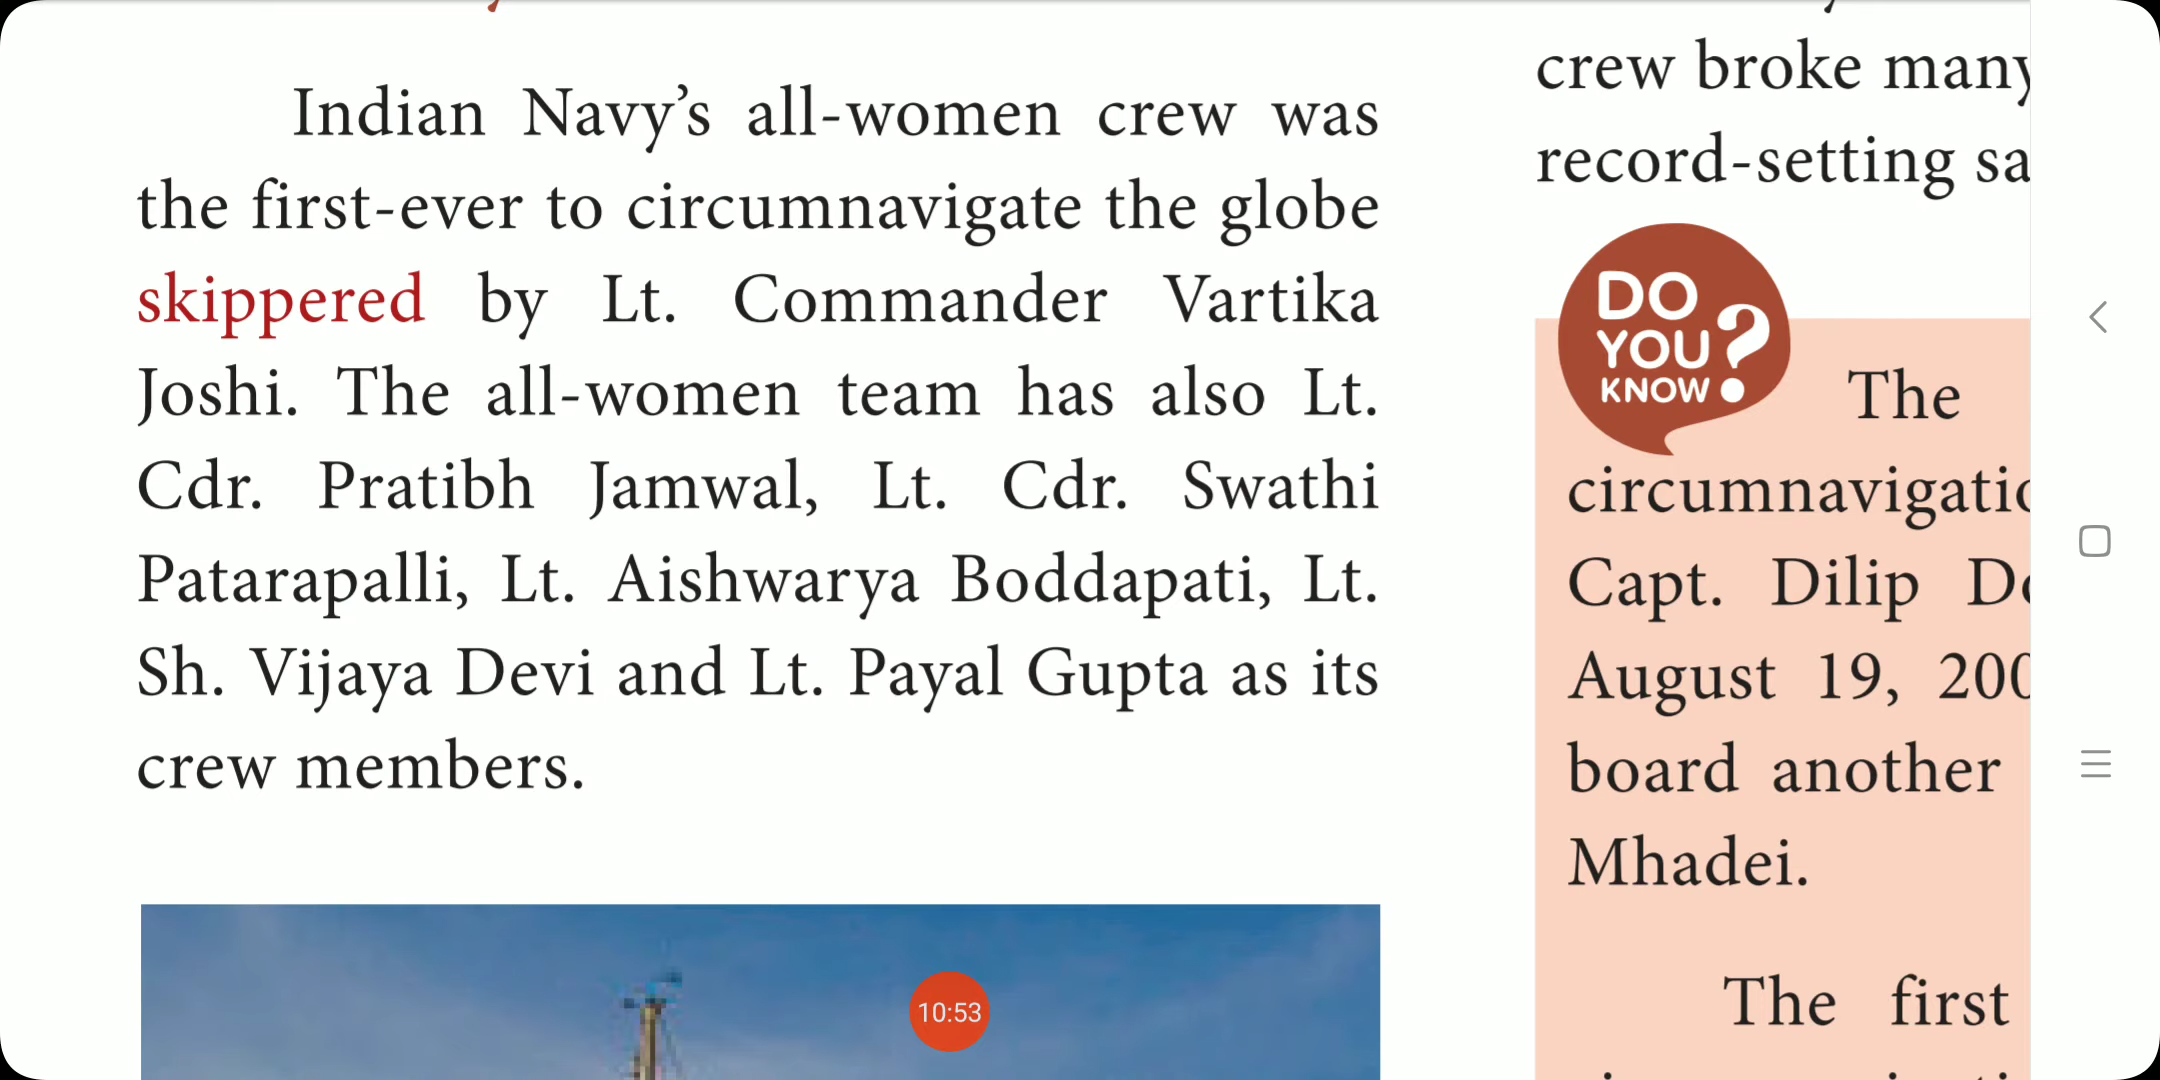 Indian Navy’s all-women crew was
the first-ever to circumnavigate the globe
skippered by Lt. Commander Vartika
Joshi. The all-women team has also Lt.
Cdr. Pratibh Jamwal, Lt. Cdr. Swathi
Patarapalli, Lt. Aishwarya Boddapati, Lt.
Sh. Vijaya Devi and Lt. Payal Gupta as its
crew members.
10:53
crew broke many
record-setting
DO
YOU?
KNOW
The
Capt. Dilip
August 19,
board another
Mhadei.
The first